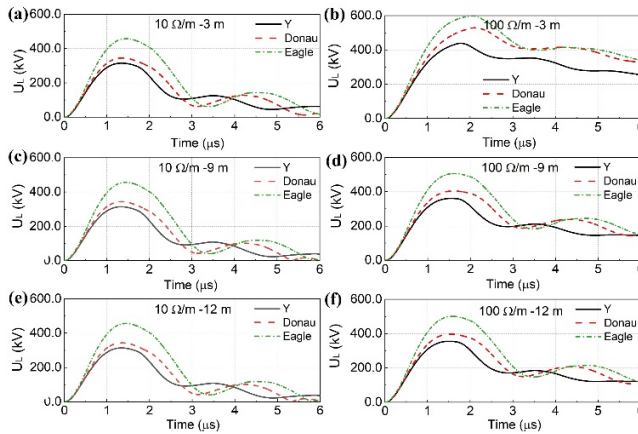 (a)
10 Ω/m -3 m
Y
Donau
Eagle
600.0
400.0
200.0
0.0
U_L (kV)
0 1 2 3 4 5 6
Time (μs)
(b)
100 Ω/m -3 m
Y
Donau
Eagle
600.0
400.0
200.0
0.0
U_L (kV)
0 1 2 3 4 5 6
Time (μs)
(c)
10 Ω/m -9 m
Y
Donau
Eagle
600.0
400.0
200.0
0.0
U_L (kV)
0 1 2 3 4 5 6
Time (μs)
(d)
100 Ω/m -9 m
Y
Donau
Eagle
600.0
400.0
200.0
0.0
U_L (kV)
0 1 2 3 4 5 6
Time (μs)
(e)
10 Ω/m -12 m
Y
Donau
Eagle
600.0
400.0
200.0
0.0
U_L (kV)
0 1 2 3 4 5 6
Time (μs)
(f)
100 Ω/m -12 m
Y
Donau
Eagle
600.0
400.0
200.0
0.0
U_L (kV)
0 1 2 3 4 5 6
Time (μs)